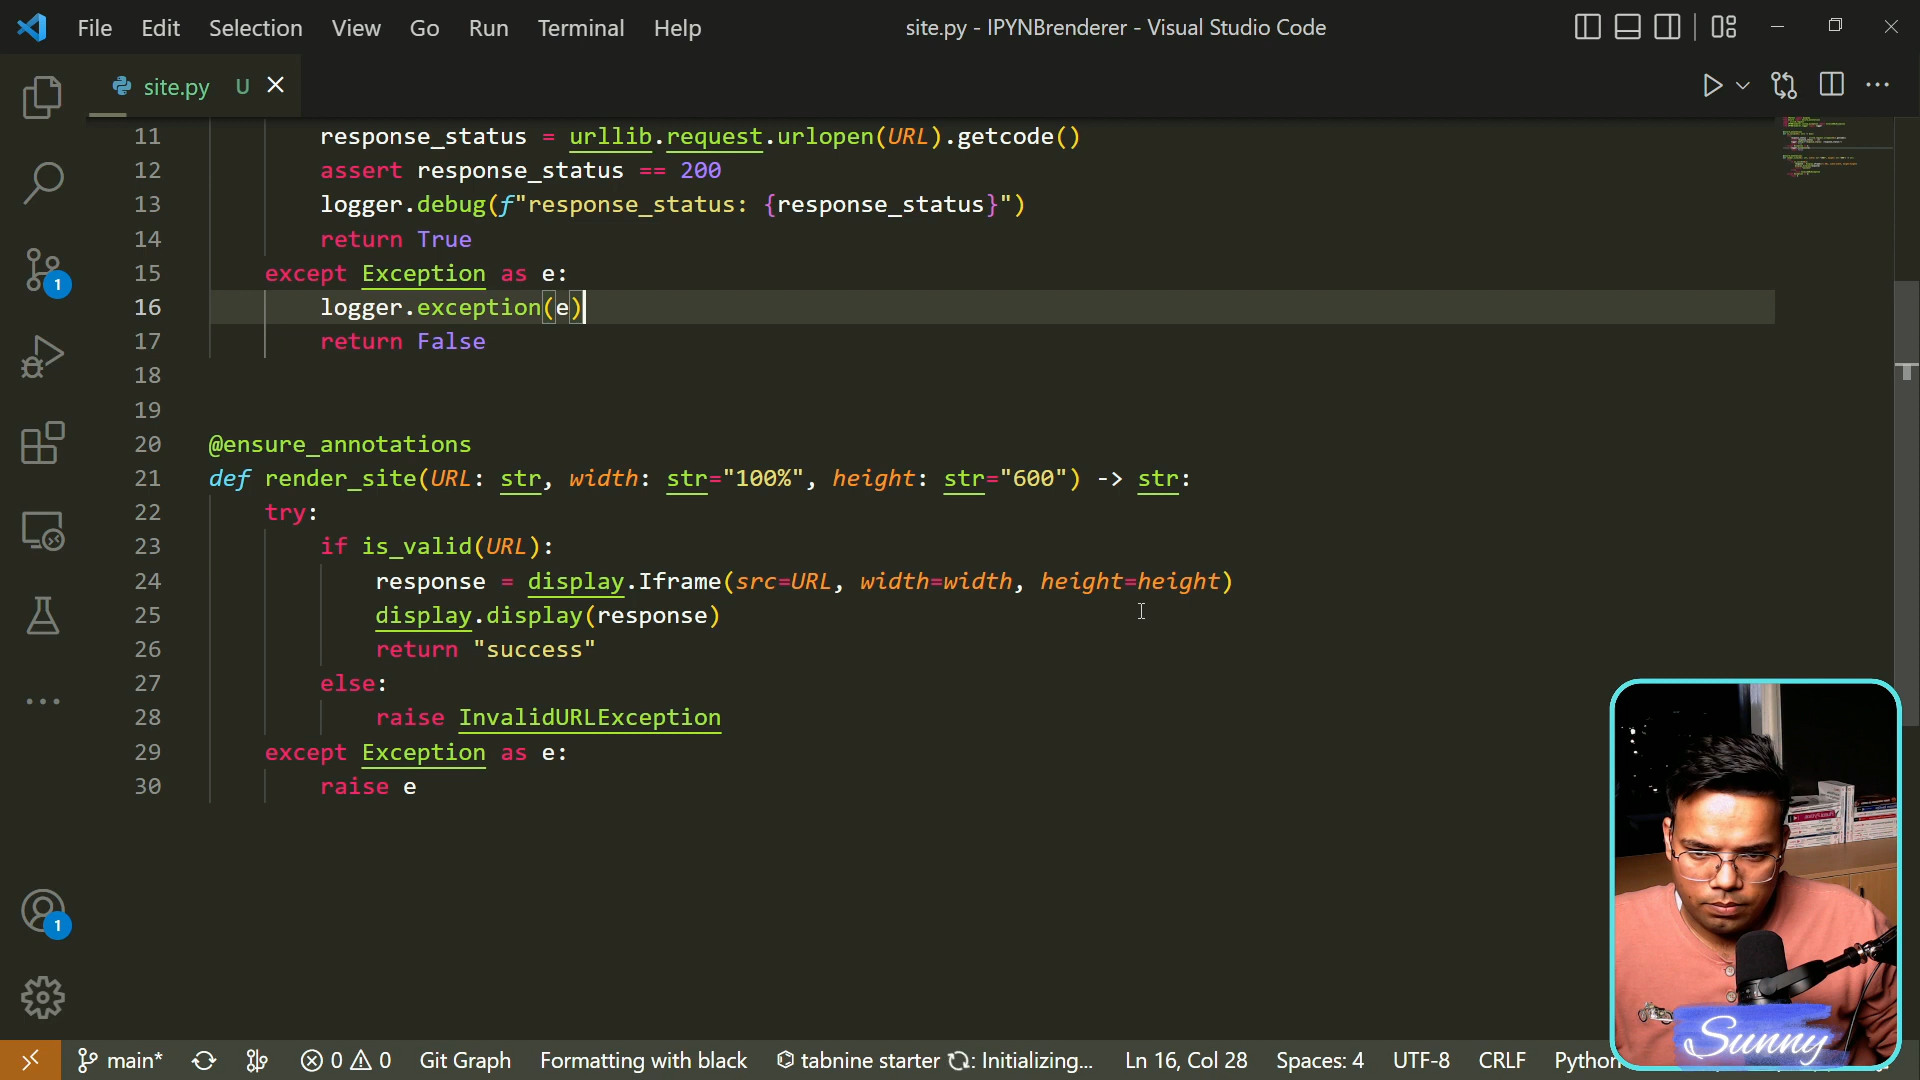 File Edit Selection View Go Run Terminal Help
site.py - IPYNBrenderer - Visual Studio Code
site.py U
11 response_status = urllib.request.urlopen(URL).getcode()
12 assert response_status == 200
13 logger.debug(f"response_status: {response_status}")
14 return True
15 except Exception as e:
16 logger.exception(e)
17 return False
18
19
20 @ensure_annotations
21 def render_site(URL: str, width: str="100%", height: str="600") -> str:
22 try:
23 if is_valid(URL):
24 response = display.Iframe(src=URL, width=width, height=height)
25 display.display(response)
26 return "success"
27 else:
28 raise InvalidURLException
29 except Exception as e:
30 raise e
1
1
Sunny
main* 0 0 Git Graph Formatting with black tabnine starter : Initializing... Ln 16, Col 28 Spaces: 4 UTF-8 CRLF Python